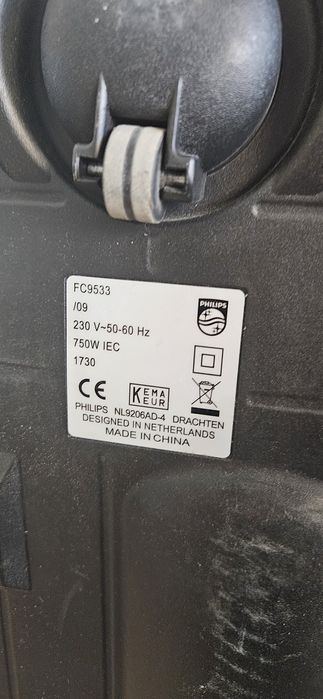 FC9533
/09
230 V~50-60 Hz
750W IEC
1730
PHILIPS
CE
KEMA
KEUR
PHILIPS NL9206AD-4 DRACHTEN
DESIGNED IN NETHERLANDS
MADE IN CHINA